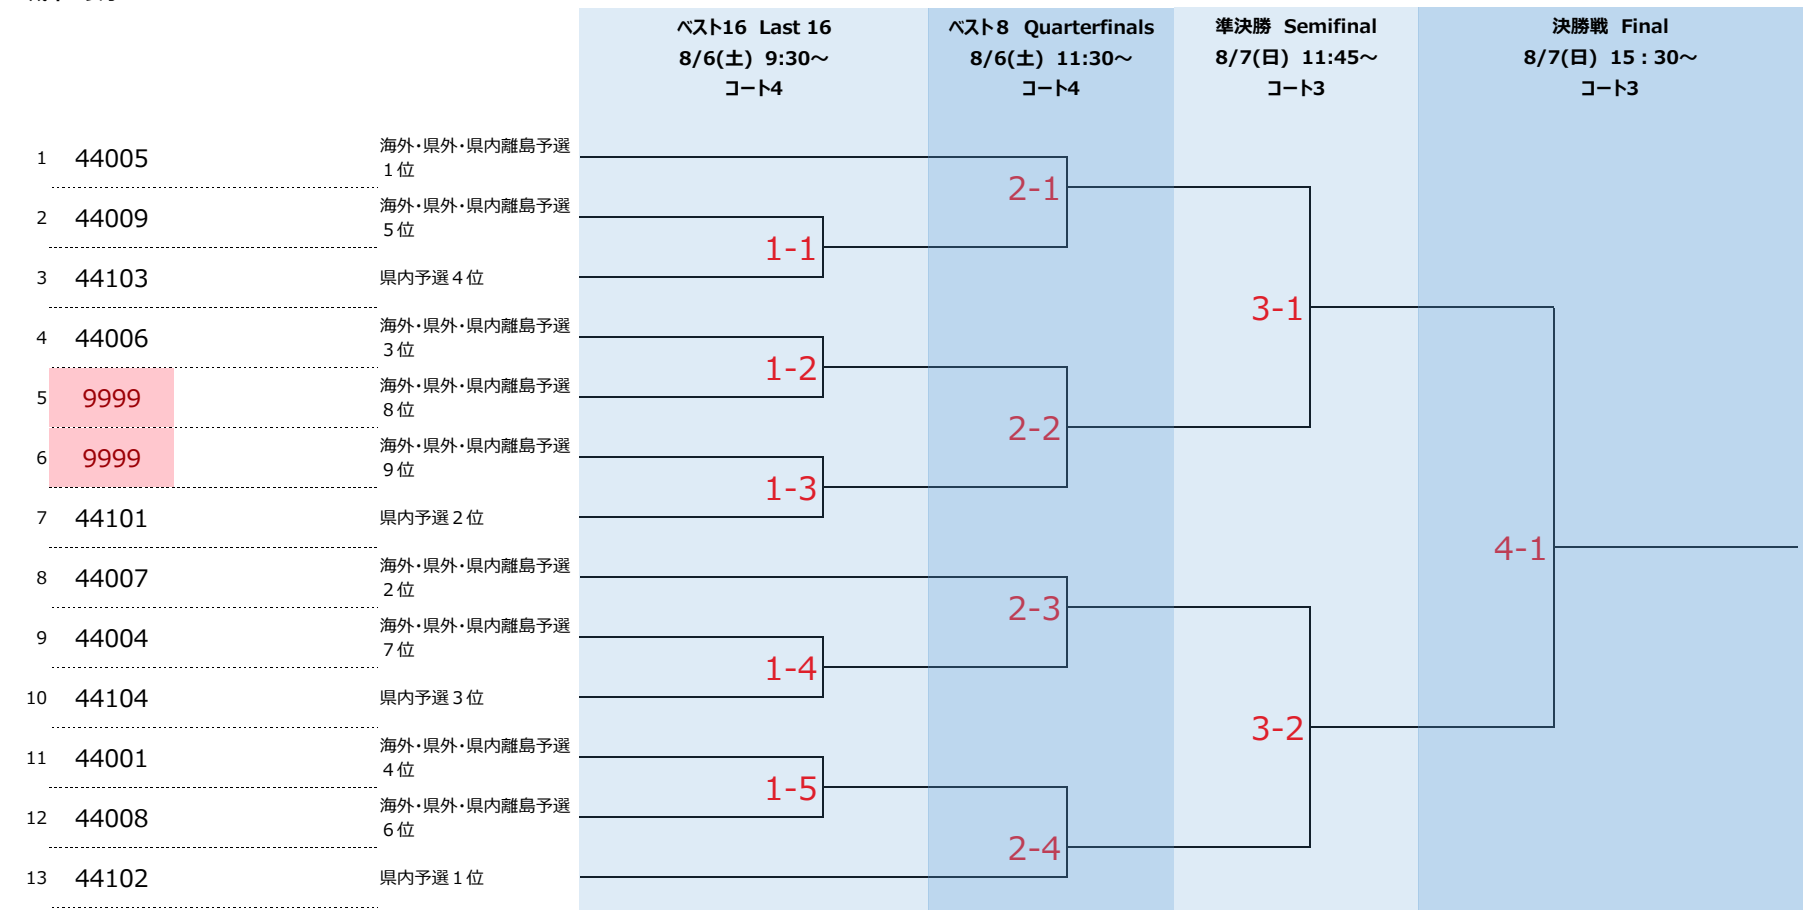 ベスト16 Last 16
8/6(土) 9:30～
コート4
ベスト8 Quarterfinals
8/6(土) 11:30～
コート4
準決勝 Semifinal
8/7(日) 11:45～
コート3
決勝戦 Final
8/7(日) 15：30～
コート3
1 44005 海外・県外・県内離島予選
１位
2-1
2 44009 海外・県外・県内離島予選
５位
1-1
3 44103 県内予選４位
3-1
4 44006 海外・県外・県内離島予選
３位
1-2
5 9999 海外・県外・県内離島予選
８位
2-2
6 9999 海外・県外・県内離島予選
９位
1-3
7 44101 県内予選２位
4-1
8 44007 海外・県外・県内離島予選
２位
2-3
9 44004 海外・県外・県内離島予選
７位
1-4
10 44104 県内予選３位
3-2
11 44001 海外・県外・県内離島予選
４位
1-5
12 44008 海外・県外・県内離島予選
６位
2-4
13 44102 県内予選１位